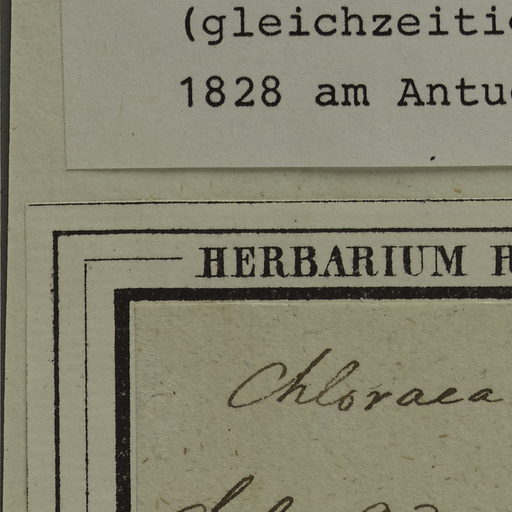 (gleichzeiti
1828 am Antu
HERBARIUM
Chloraea